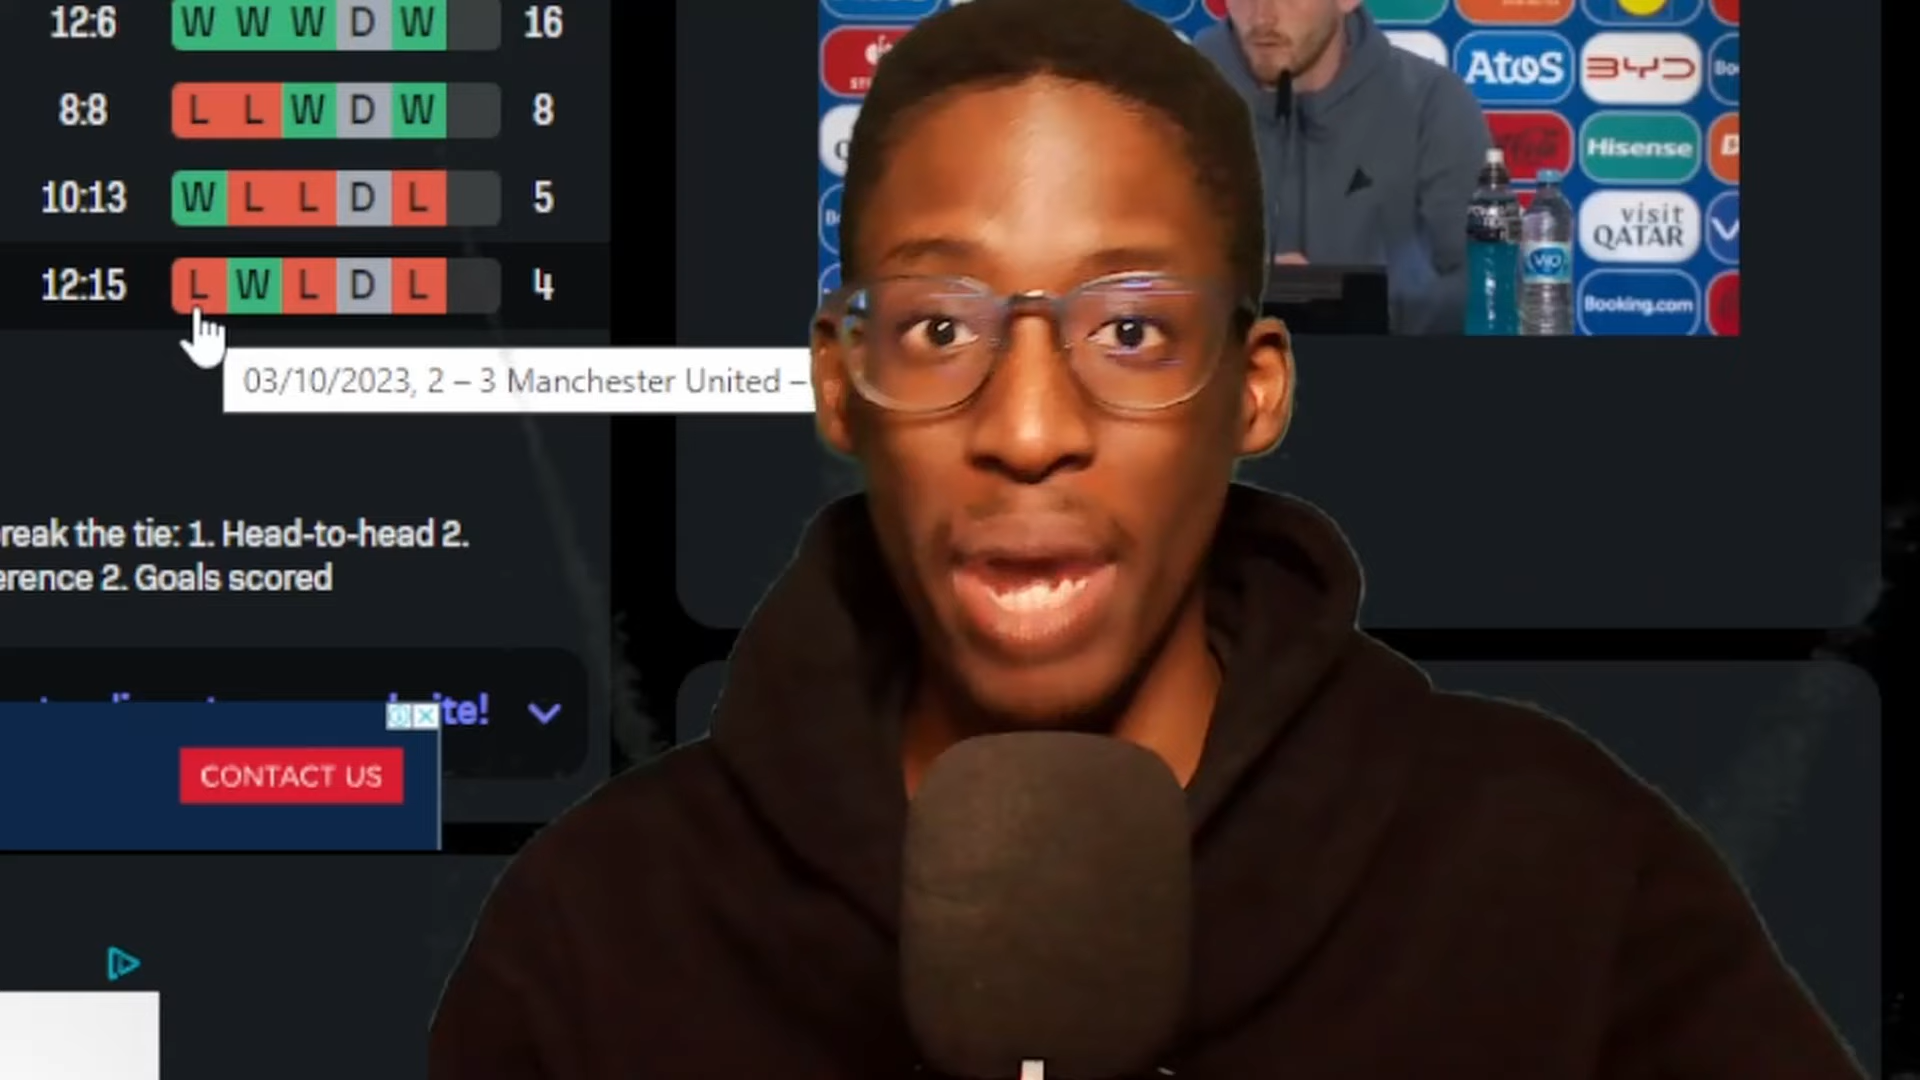 12:6 W W W D W 16
8:8 L L W D W 8
10:13 W L L D L 5
12:15 L W L D L 4
03/10/2023, 2 – 3 Manchester United –
reak the tie: 1. Head-to-head 2.
erence 2. Goals scored
ite!
CONTACT US
Atos
BYD
Bo
Hisense
visit
QATAR
Booking.com